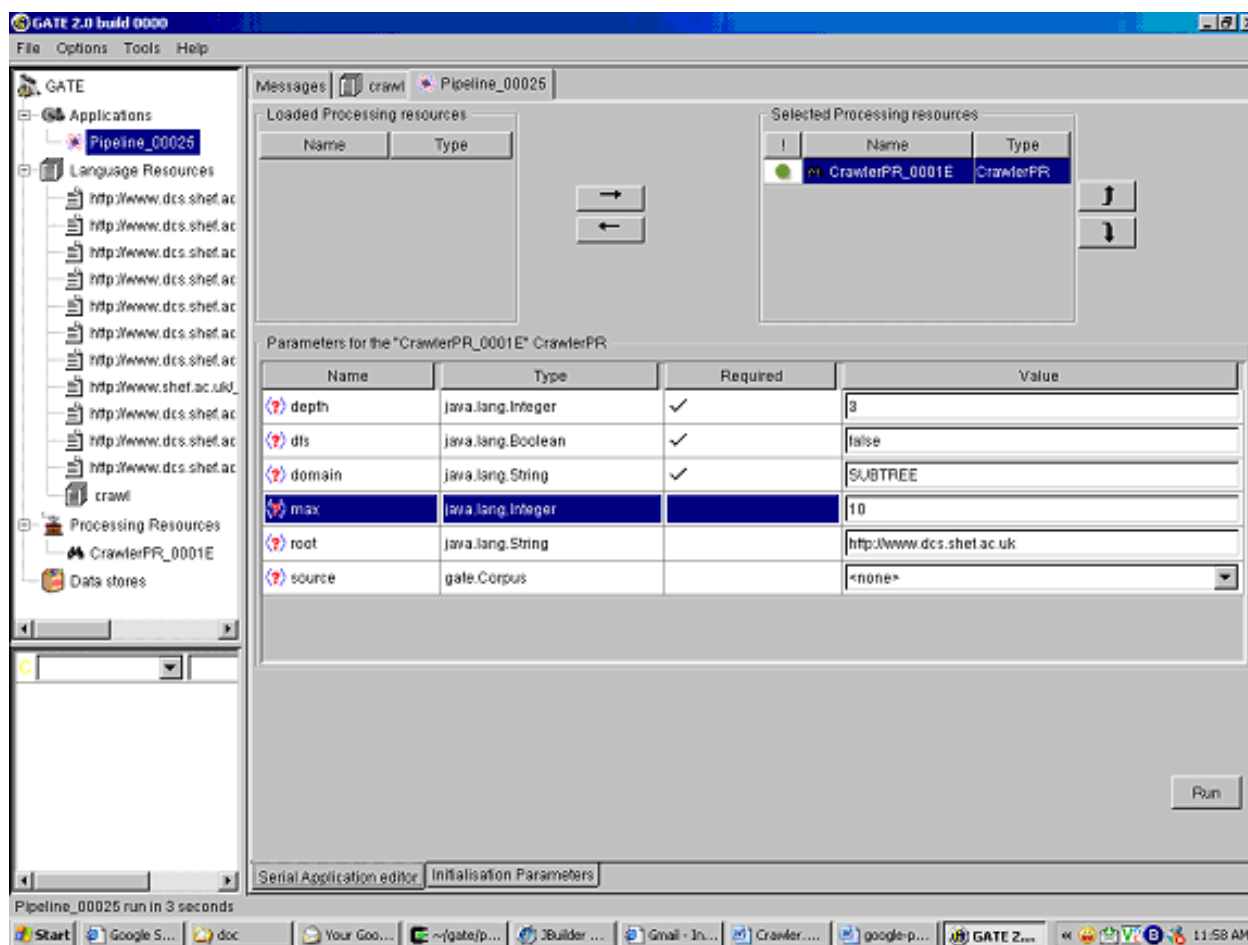 GATE 2.0 build 0000
File Options Tools Help
GATE
Applications
Pipeline_00025
Language Resources
http://www.dcs.shef.ac
http://www.dcs.shef.ac
http://www.dcs.shef.ac
http://www.dcs.shef.ac
http://www.dcs.shef.ac
http://www.dcs.shef.ac
http://www.dcs.shef.ac
http://www.shef.ac.uk/_
http://www.dcs.shef.ac
http://www.dcs.shef.ac
http://www.dcs.shef.ac
crawl
Processing Resources
CrawlerPR_0001E
Data stores
C
Messages crawl Pipeline_00025
Loaded Processing resources
Name Type
Selected Processing resources
! Name Type
CrawlerPR_0001E CrawlerPR
Parameters for the "CrawlerPR_0001E" CrawlerPR
Name Type Required Value
depth java.lang.Integer ✓ 3
dfs java.lang.Boolean ✓ false
domain java.lang.String ✓ SUBTREE
max java.lang.Integer 10
root java.lang.String http://www.dcs.shef.ac.uk
source gate.Corpus <none>
Run
Serial Application editor Initialisation Parameters
Pipeline_00025 run in 3 seconds
Start Google S... doc Your Goo... ~/gate/p... JBuilder ... Gmail - In... Crawler.... google-p... GATE 2.... « 11:58 AM